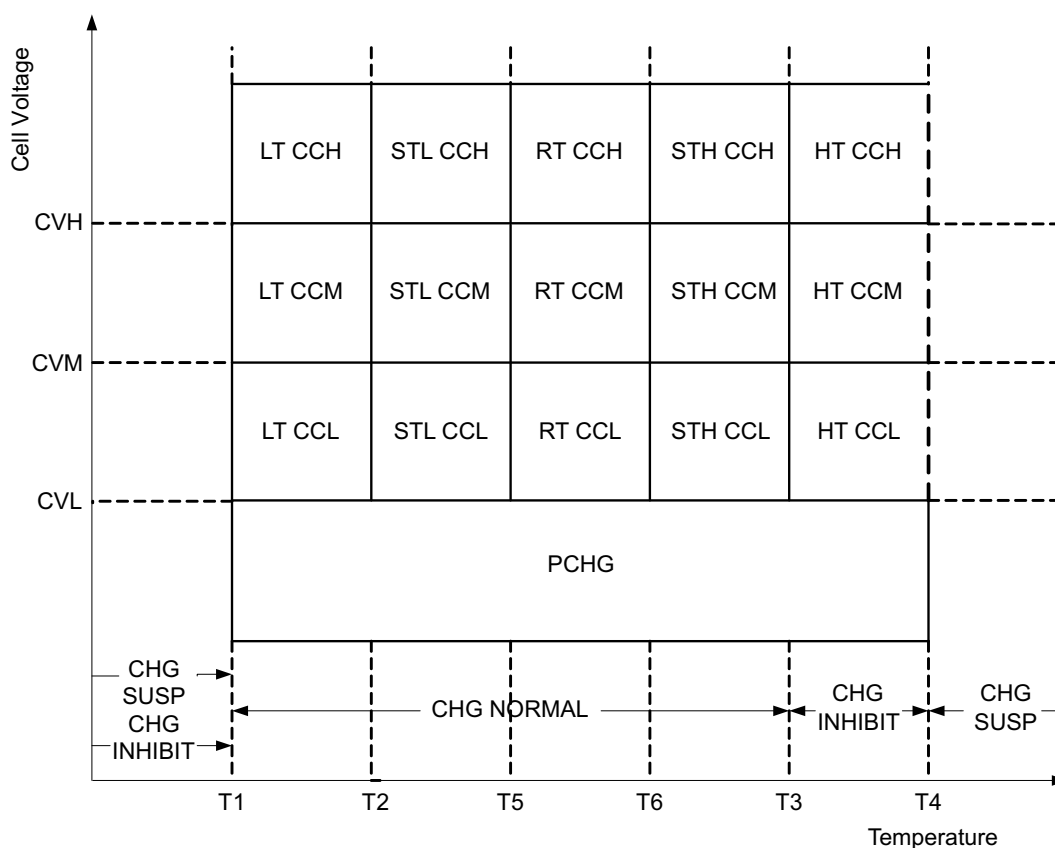 Cell Voltage
LT CCH STL CCH RT CCH STH CCH HT CCH
CVH
LT CCM STL CCM RT CCM STH CCM HT CCM
CVM
LT CCL STL CCL RT CCL STH CCL HT CCL
CVL
PCHG
CHG
SUSP
CHG
INHIBIT
CHG NORMAL
CHG
INHIBIT
CHG
SUSP
T1 T2 T5 T6 T3 T4
Temperature